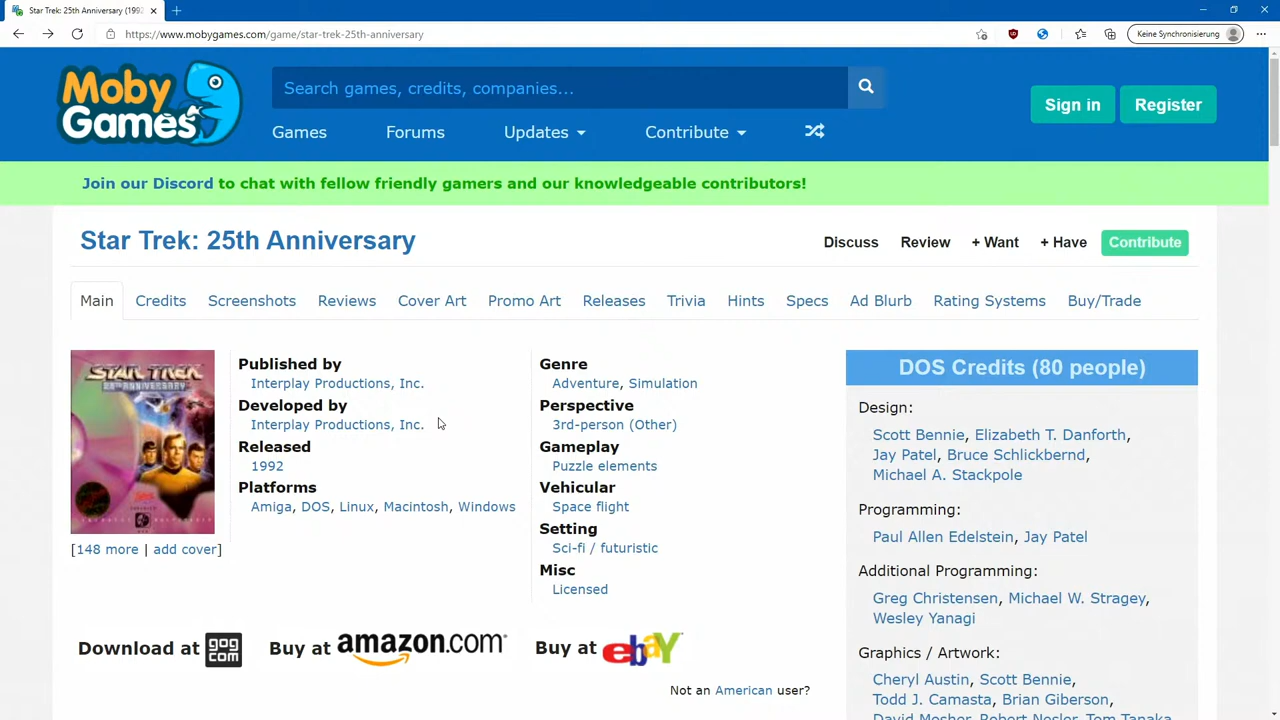 Star Trek: 25th Anniversary (1992
https://www.mobygames.com/game/star-trek-25th-anniversary
Keine Synchronisierung
Moby Games
Search games, credits, companies...
Sign in
Register
Games
Forums
Updates
Contribute
Join our Discord to chat with fellow friendly gamers and our knowledgeable contributors!
Star Trek: 25th Anniversary
Discuss
Review
+ Want
+ Have
Contribute
Main
Credits
Screenshots
Reviews
Cover Art
Promo Art
Releases
Trivia
Hints
Specs
Ad Blurb
Rating Systems
Buy/Trade
STAR TREK
25TH ANNIVERSARY
[148 more | add cover]
Published by
Interplay Productions, Inc.
Developed by
Interplay Productions, Inc.
Released
1992
Platforms
Amiga, DOS, Linux, Macintosh, Windows
Genre
Adventure, Simulation
Perspective
3rd-person (Other)
Gameplay
Puzzle elements
Vehicular
Space flight
Setting
Sci-fi / futuristic
Misc
Licensed
DOS Credits (80 people)
Design:
Scott Bennie, Elizabeth T. Danforth,
Jay Patel, Bruce Schlickbernd,
Michael A. Stackpole
Programming:
Paul Allen Edelstein, Jay Patel
Additional Programming:
Greg Christensen, Michael W. Stragey,
Wesley Yanagi
Graphics / Artwork:
Cheryl Austin, Scott Bennie,
Todd J. Camasta, Brian Giberson,
David Mosher, Robert Nesler, Tom Tanaka
Download at gog com
Buy at amazon.com
Buy at ebay
Not an American user?